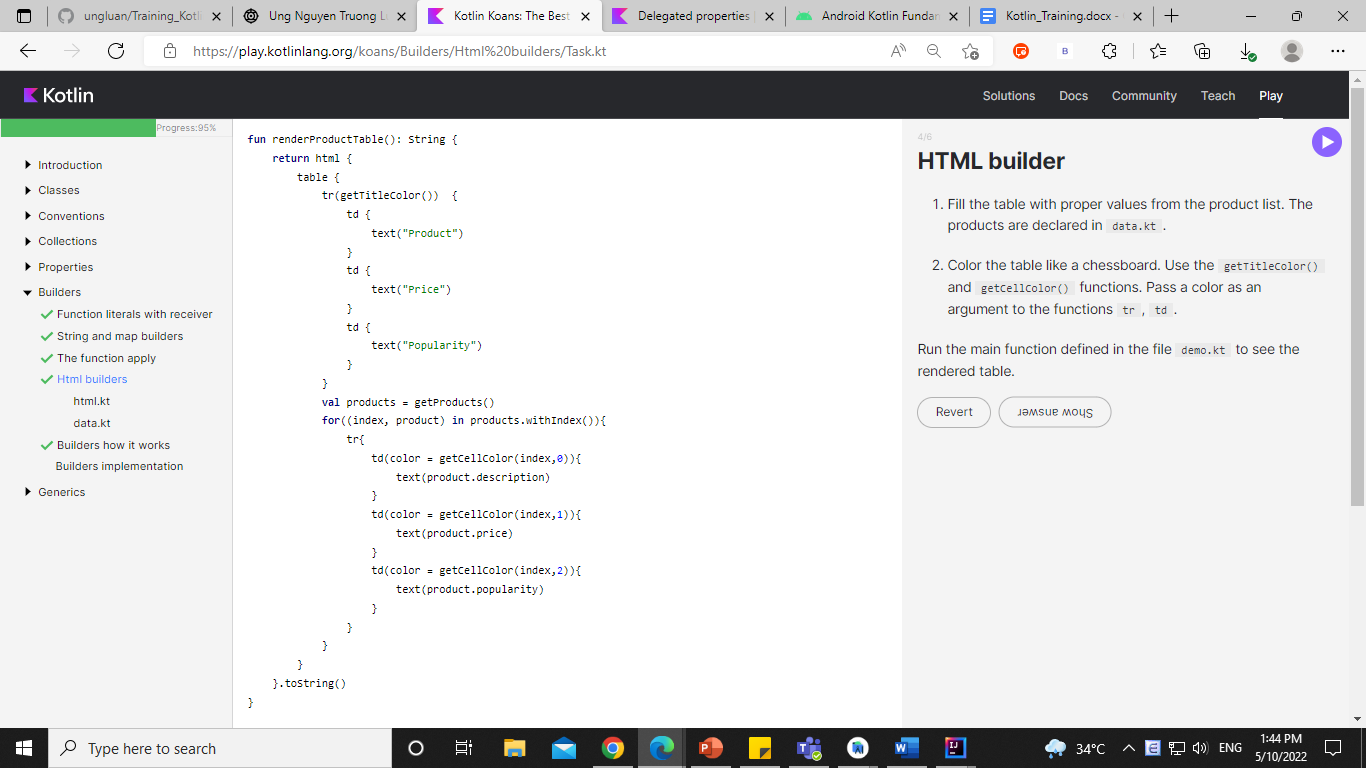 ungluan/Training_Kotl
Ung Nguyen Truong L
Kotlin Koans: The Best
Delegated properties
Android Kotlin Fundan
Kotlin_Training.docx -
https://play.kotlinlang.org/koans/Builders/Html%20builders/Task.kt
Kotlin
Solutions
Docs
Community
Teach
Play
Progress:95%
Introduction
Classes
Conventions
Collections
Properties
Builders
Function literals with receiver
String and map builders
The function apply
Html builders
html.kt
data.kt
Builders how it works
Builders implementation
Generics
fun renderProductTable(): String {
return html {
table {
tr(getTitleColor())  {
td {
text("Product")
}
td {
text("Price")
}
td {
text("Popularity")
}
}
val products = getProducts()
for((index, product) in products.withIndex()){
tr{
td(color = getCellColor(index,0)){
text(product.description)
}
td(color = getCellColor(index,1)){
text(product.price)
}
td(color = getCellColor(index,2)){
text(product.popularity)
}
}
}
}
}.toString()
}
4/6
HTML builder
1. Fill the table with proper values from the product list. The
products are declared in data.kt .
2. Color the table like a chessboard. Use the getTitleColor()
and getCellColor() functions. Pass a color as an
argument to the functions tr , td .
Run the main function defined in the file demo.kt to see the
rendered table.
Revert
Show answer
Type here to search
34°C
ENG
1:44 PM
5/10/2022